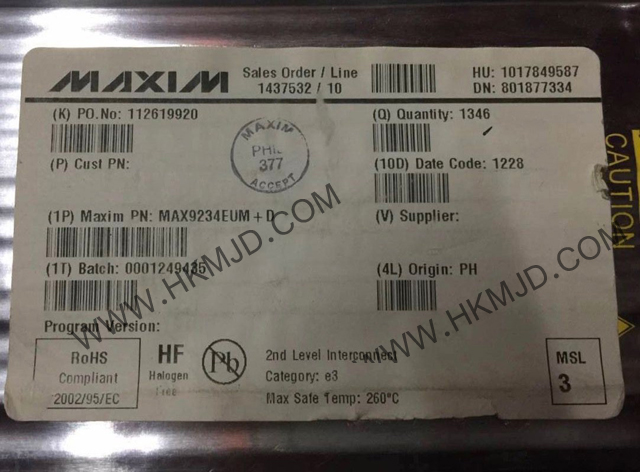 MAXIM
Sales Order / Line
1437532 / 10
HU: 1017849587
DN: 801877334
(K) PO.No: 112619920
(Q) Quantity: 1346
MAXIM
PHIL
377
ACCEPT
(P) Cust PN:
(10D) Date Code: 1228
(1P) Maxim PN: MAX9234EUM+D
(V) Supplier:
(1T) Batch: 0001249435
(4L) Origin: PH
Program Version:
RoHS
Compliant
2002/95/EC
HF
Halogen
Free
Pb
2nd Level Interconnect
Category: e3
Max Safe Temp: 260°C
MSL
3
CAUTION
WWW.HKMJD.COM
WWW.HKMJD.COM